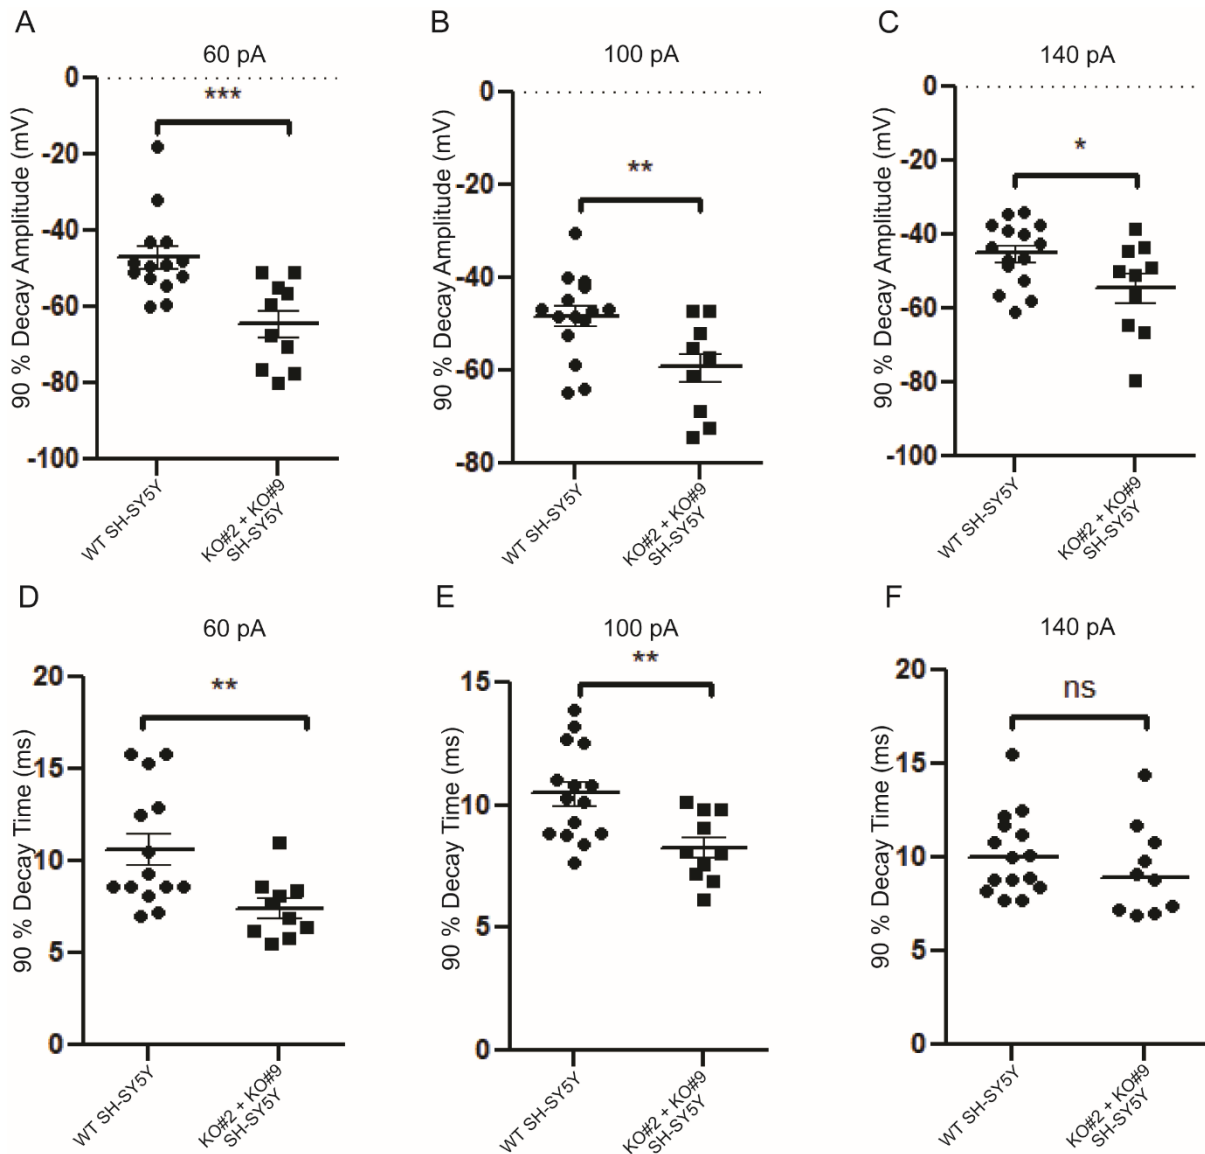 A
60 pA
90 % Decay Amplitude (mV)
0
-20
-40
-60
-80
-100
***
WT SH-SY5Y
KO#2 + KO#9
SH-SY5Y
B
100 pA
90 % Decay Amplitude (mV)
0
-20
-40
-60
-80
**
WT SH-SY5Y
KO#2 + KO#9
SH-SY5Y
C
140 pA
90 % Decay Amplitude (mV)
0
-20
-40
-60
-80
-100
*
WT SH-SY5Y
KO#2 + KO#9
SH-SY5Y
D
60 pA
90 % Decay Time (ms)
20
15
10
5
0
**
WT SH-SY5Y
KO#2 + KO#9
SH-SY5Y
E
100 pA
90 % Decay Time (ms)
15
10
5
0
**
WT SH-SY5Y
KO#2 + KO#9
SH-SY5Y
F
140 pA
90 % Decay Time (ms)
20
15
10
5
0
ns
WT SH-SY5Y
KO#2 + KO#9
SH-SY5Y